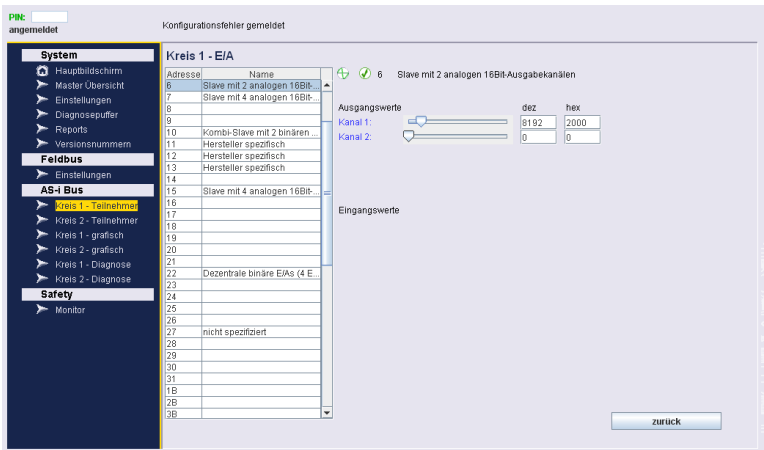 PIN:
angemeldet
Konfigurationsfehler gemeldet
System
Hauptbildschirm
Master Übersicht
Einstellungen
Diagnosepuffer
Reports
Versionsnummern
Feldbus
Einstellungen
AS-i Bus
Kreis 1 - Teilnehmer
Kreis 2 - Teilnehmer
Kreis 1 - grafisch
Kreis 2 - grafisch
Kreis 1 - Diagnose
Kreis 2 - Diagnose
Safety
Monitor
Kreis 1 - E/A
Adresse Name
6 Slave mit 2 analogen 16Bit-...
7 Slave mit 4 analogen 16Bit-...
8
9
10 Kombi-Slave mit 2 binären ...
11 Hersteller spezifisch
12 Hersteller spezifisch
13 Hersteller spezifisch
14
15 Slave mit 4 analogen 16Bit-...
16
17
18
19
20
21
22 Dezentrale binäre E/As (4 E...
23
24
25
26
27 nicht spezifiziert
28
29
30
31
1B
2B
3B
6 Slave mit 2 analogen 16Bit-Ausgabekanälen
Ausgangswerte dez hex
Kanal 1: 8192 2000
Kanal 2: 0 0
Eingangswerte
zurück